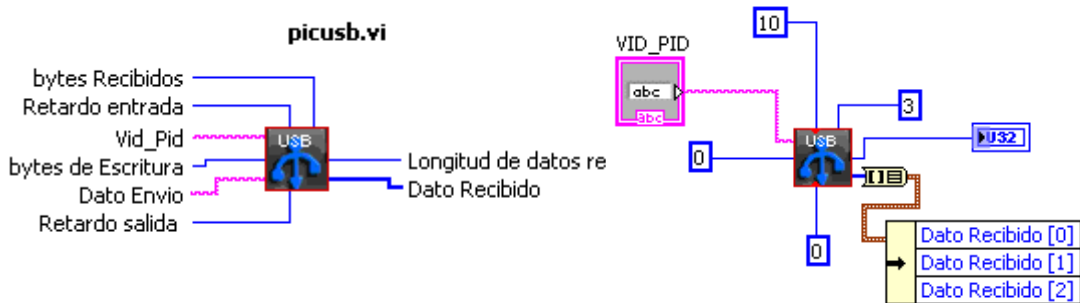 picusb.vi
bytes Recibidos
Retardo entrada
Vid_Pid
bytes de Escritura
Dato Envio
Retardo salida
USB
Longitud de datos re
Dato Recibido
10
VID_PID
abc
abc
3
USB
U32
0
0
Dato Recibido [0]
Dato Recibido [1]
Dato Recibido [2]